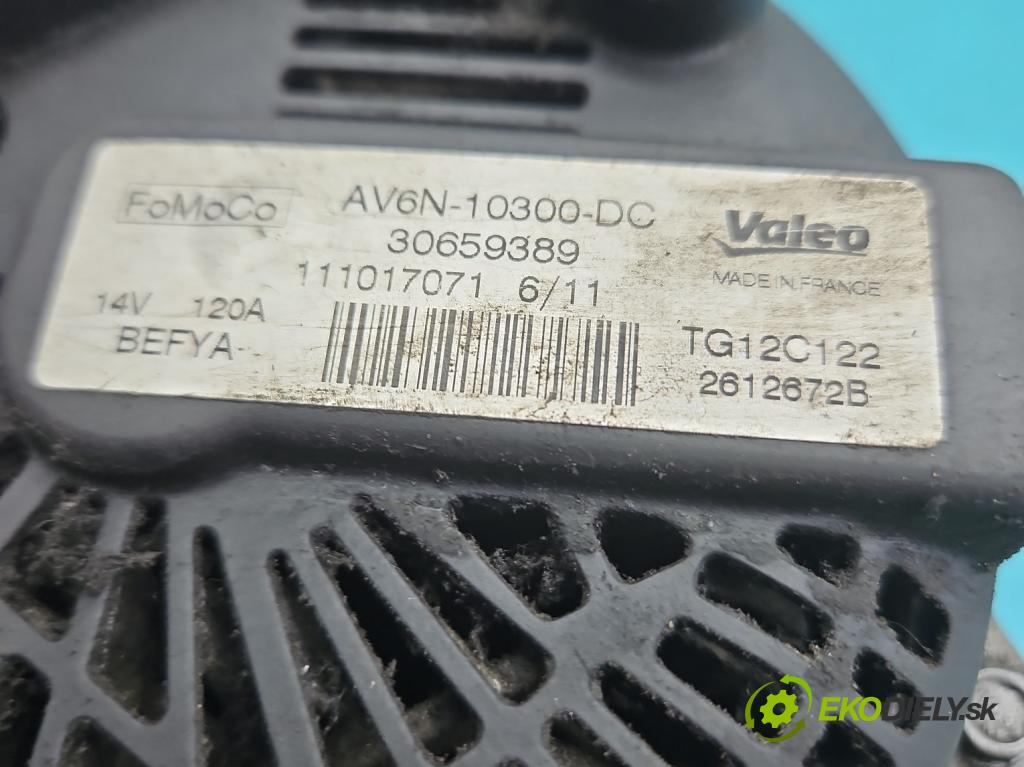 FoMoCo AV6N-10300-DC Valeo
30659389
111017071 6/11 MADE IN FRANCE
14V 120A
BEFYA TG12C122
2612672B
EKODIELY.sk